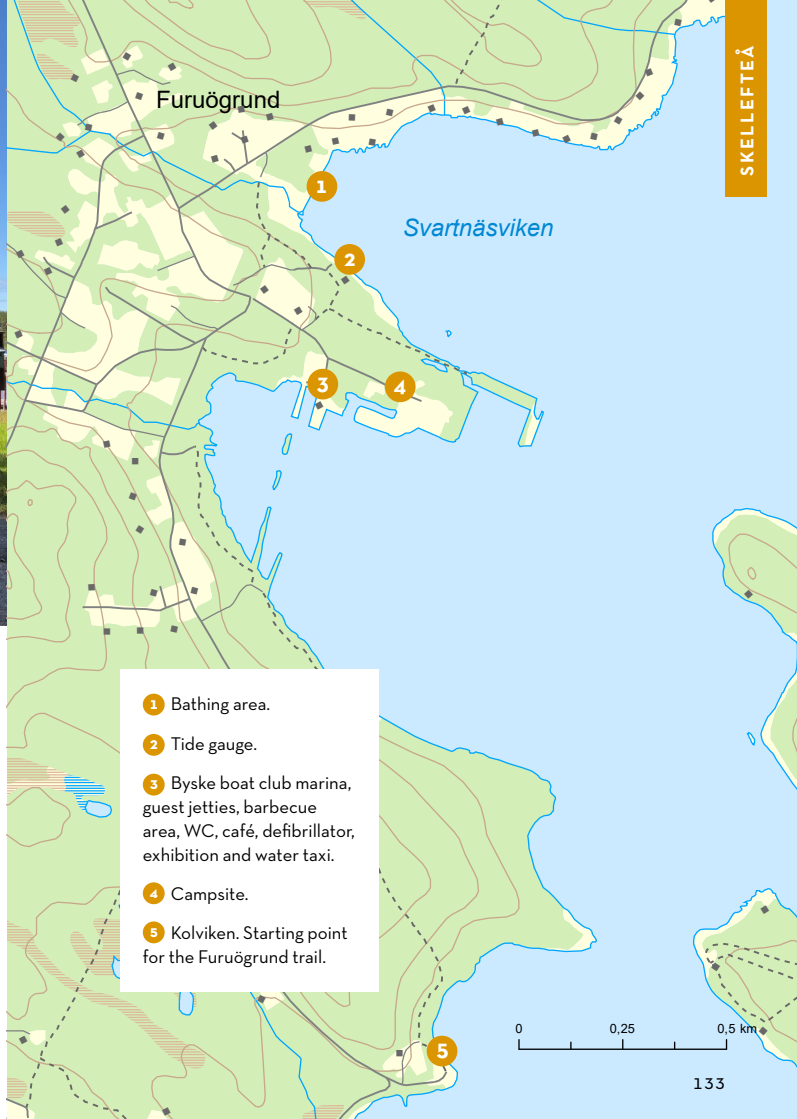 SKELLEFTEÅ
Furuögrund
1
Svartnäsviken
2
3
4
1 Bathing area.
2 Tide gauge.
3 Byske boat club marina,
guest jetties, barbecue
area, WC, café, defibrillator,
exhibition and water taxi.
4 Campsite.
5 Kolviken. Starting point
for the Furuögrund trail.
0 0,25 0,5 km
5
133